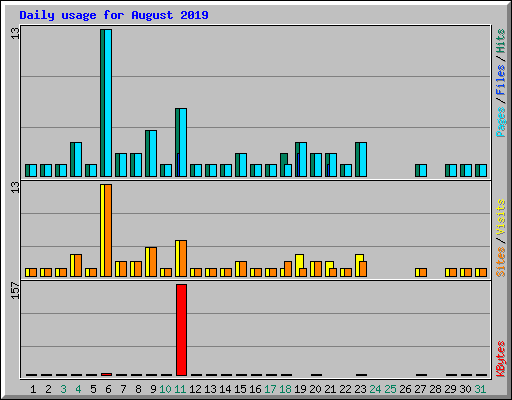 Daily usage for August 2019
13
Pages / Files / Hits
13
Sites / Visits
157
KBytes
1 2 3 4 5 6 7 8 9 10 11 12 13 14 15 16 17 18 19 20 21 22 23 24 25 26 27 28 29 30 31